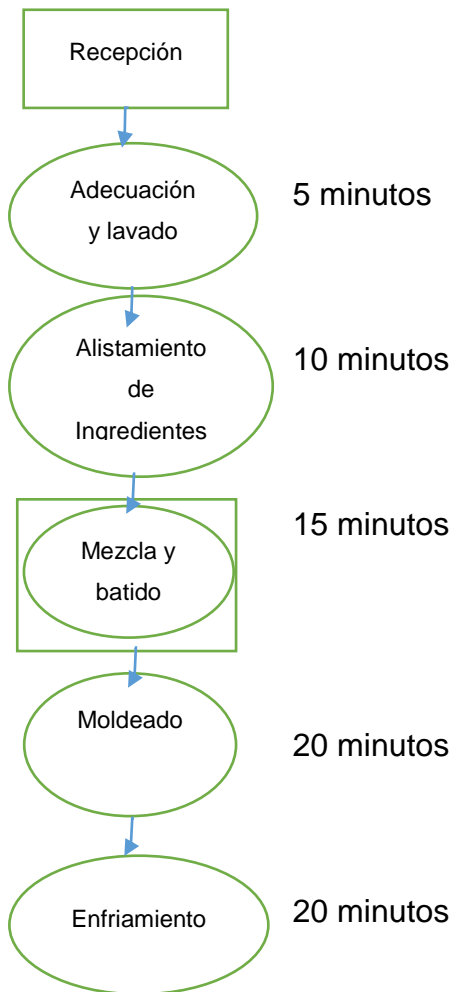 Recepción
Adecuación
y lavado
5 minutos
Alistamiento
de
Ingredientes
10 minutos
15 minutos
Mezcla y
batido
Moldeado
20 minutos
Enfriamiento
20 minutos